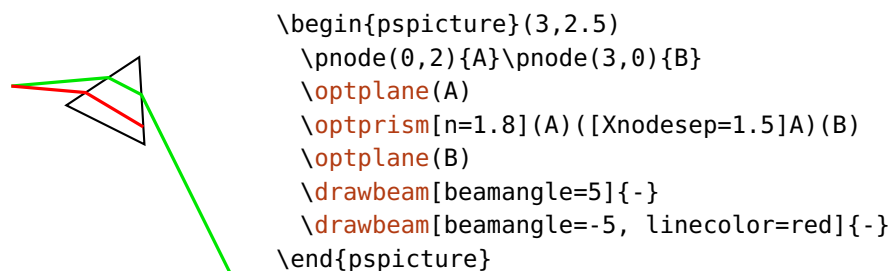 \begin{pspicture}(3,2.5)
\pnode(0,2){A}\pnode(3,0){B}
\optplane(A)
\optprism[n=1.8](A)([Xnodesep=1.5]A)(B)
\optplane(B)
\drawbeam[beamangle=5]{-}
\drawbeam[beamangle=-5, linecolor=red]{-}
\end{pspicture}